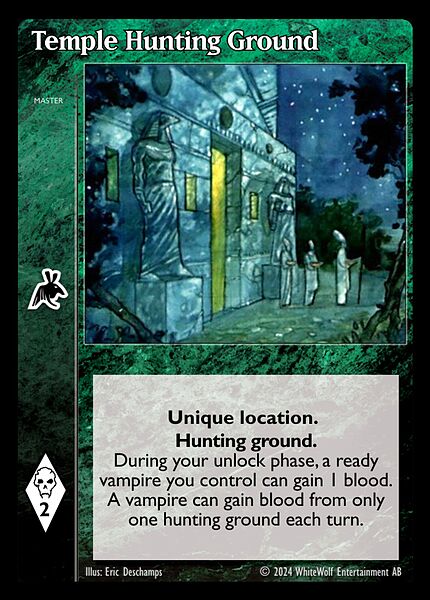 Temple Hunting Ground
MASTER
Unique location.
Hunting ground.
During your unlock phase, a ready
vampire you control can gain 1 blood.
A vampire can gain blood from only
one hunting ground each turn.
2
Illus: Eric Deschamps
© 2024 WhiteWolf Entertainment AB